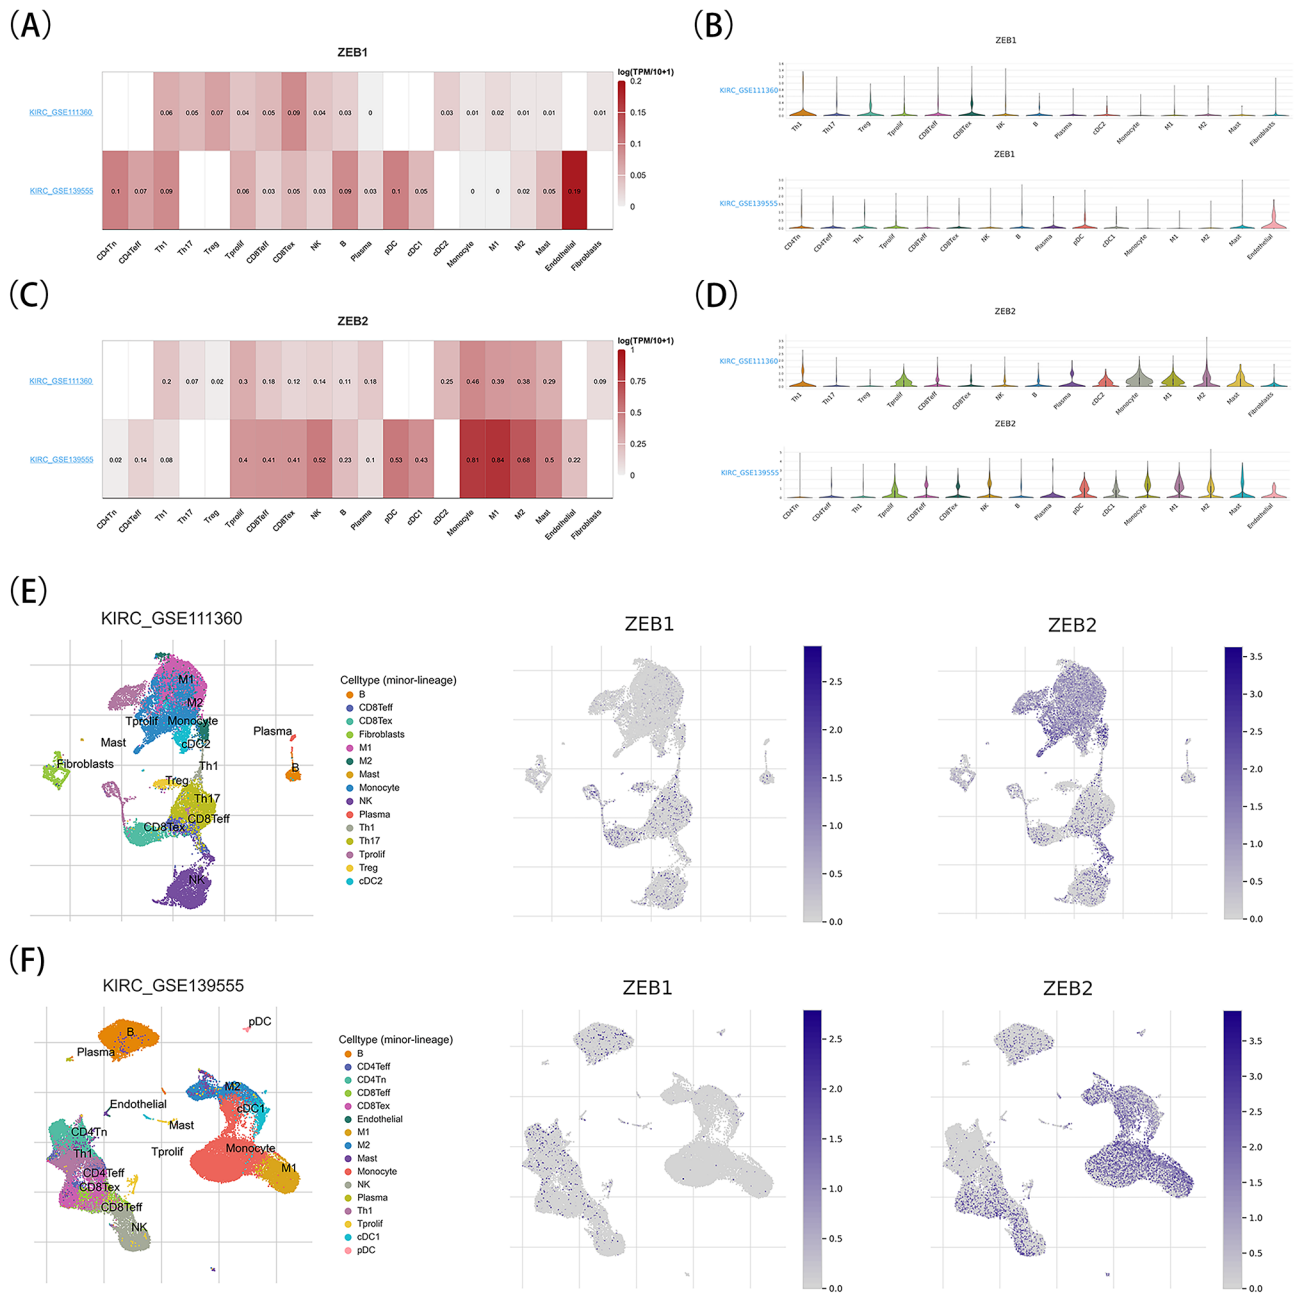 (A)
ZEB1
log(TPM/10+1)
0.2
0.15
0.1
0.05
0
KIRC_GSE111360
0.06 0.05 0.07 0.04 0.05 0.09 0.04 0.03 0 0.03 0.01 0.02 0.01 0.01 0.01
KIRC_GSE139555
0.1 0.07 0.09 0.06 0.03 0.05 0.03 0.09 0.03 0.1 0.05 0 0 0.02 0.05 0.19
CD4Tn CD4Teff Th1 Th17 Treg Tprolif CD8Teff CD8Tex NK B Plasma pDC cDC1 cDC2 Monocyte M1 M2 Mast Endothelial Fibroblasts
(B)
ZEB1
KIRC_GSE111360
Th1 Th17 Treg Tprolif CD8Teff CD8Tex NK B Plasma cDC2 Monocyte M1 M2 Mast Fibroblasts
ZEB1
KIRC_GSE139555
CD4Tn CD4Teff Th1 Tprolif CD8Teff CD8Tex NK B Plasma pDC cDC1 Monocyte M1 M2 Mast Endothelial
(C)
ZEB2
log(TPM/10+1)
1
0.75
0.5
0.25
0
KIRC_GSE111360
0.2 0.07 0.02 0.3 0.18 0.12 0.14 0.11 0.18 0.25 0.46 0.39 0.38 0.29 0.09
KIRC_GSE139555
0.02 0.14 0.08 0.4 0.41 0.41 0.52 0.23 0.1 0.53 0.43 0.81 0.84 0.68 0.5 0.22
CD4Tn CD4Teff Th1 Th17 Treg Tprolif CD8Teff CD8Tex NK B Plasma pDC cDC1 cDC2 Monocyte M1 M2 Mast Endothelial Fibroblasts
(D)
ZEB2
KIRC_GSE111360
Th1 Th17 Treg Tprolif CD8Teff CD8Tex NK B Plasma cDC2 Monocyte M1 M2 Mast Fibroblasts
ZEB2
KIRC_GSE139555
CD4Tn CD4Teff Th1 Tprolif CD8Teff CD8Tex NK B Plasma pDC cDC1 Monocyte M1 M2 Mast Endothelial
(E)
KIRC_GSE111360
M1
M2
Tprolif Monocyte
cDC2
Mast
Plasma
Fibroblasts
Th1
B
Treg
Th17
CD8Teff
CD8Tex
NK
Celltype (minor-lineage)
B
CD8Teff
CD8Tex
Fibroblasts
M1
M2
Mast
Monocyte
NK
Plasma
Th1
Th17
Tprolif
Treg
cDC2
ZEB1
2.5
2.0
1.5
1.0
0.5
0.0
ZEB2
3.5
3.0
2.5
2.0
1.5
1.0
0.5
0.0
(F)
KIRC_GSE139555
pDC
B
Plasma
M2
Endothelial
cDC1
Mast
CD4Tn
Th1
Tprolif
Monocyte
M1
CD4Teff
CD8Tex
CD8Teff
NK
Celltype (minor-lineage)
B
CD4Teff
CD4Tn
CD8Teff
CD8Tex
Endothelial
M1
M2
Mast
Monocyte
NK
Plasma
Th1
Tprolif
cDC1
pDC
ZEB1
2.5
2.0
1.5
1.0
0.5
0.0
ZEB2
3.5
3.0
2.5
2.0
1.5
1.0
0.5
0.0